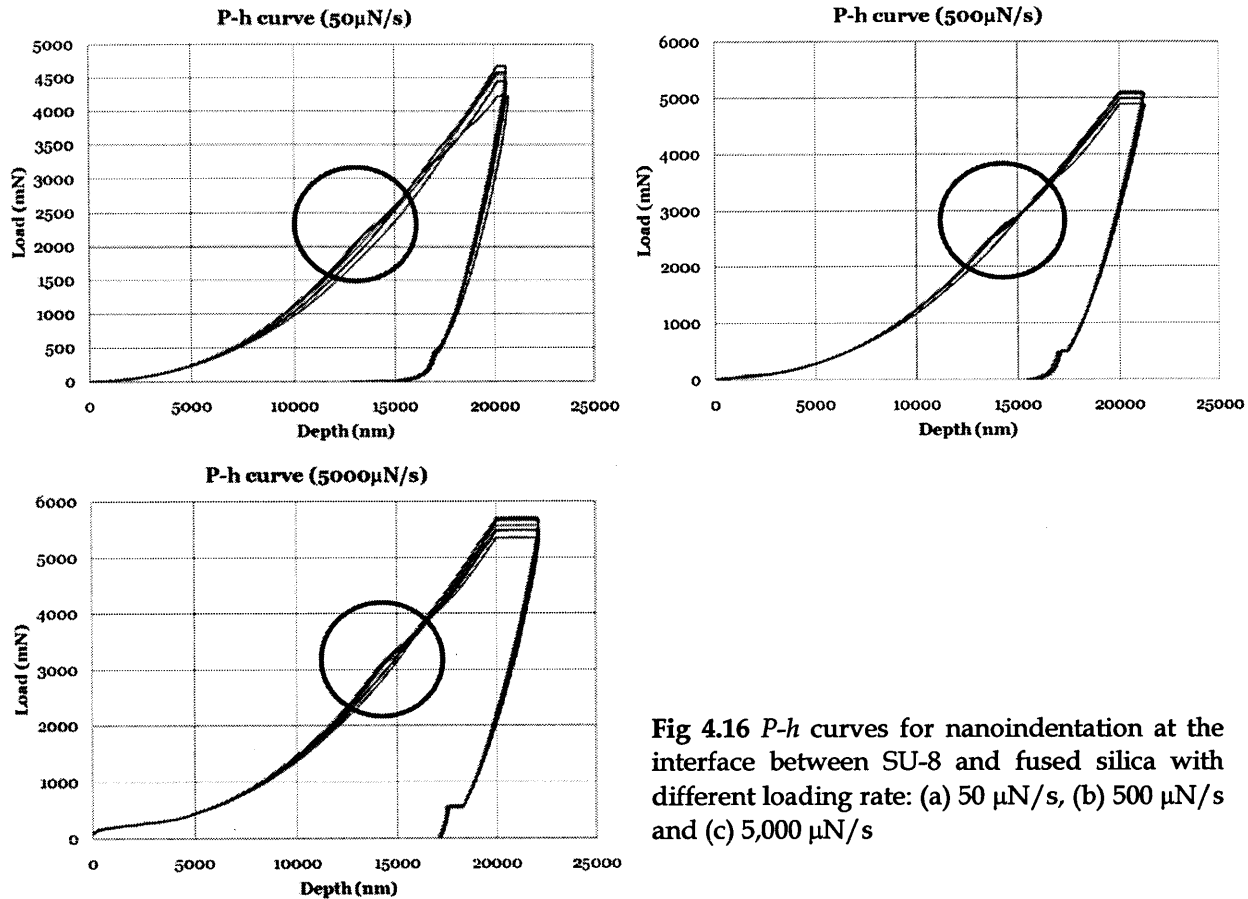 P-h curve (50µN/s)
5000
4500
4000
3500
3000
2500
2000
1500
1000
500
0
Load (mN)
0 5000 10000 15000 20000 25000
Depth (nm)
P-h curve (500µN/s)
6000
5000
4000
3000
2000
1000
0
Load (mN)
0 5000 10000 15000 20000 25000
Depth (nm)
P-h curve (5000µN/s)
6000
5000
4000
3000
2000
1000
0
Load (mN)
0 5000 10000 15000 20000 25000
Depth (nm)
Fig 4.16 P-h curves for nanoindentation at the
interface between SU-8 and fused silica with
different loading rate: (a) 50 µN/s, (b) 500 µN/s
and (c) 5,000 µN/s